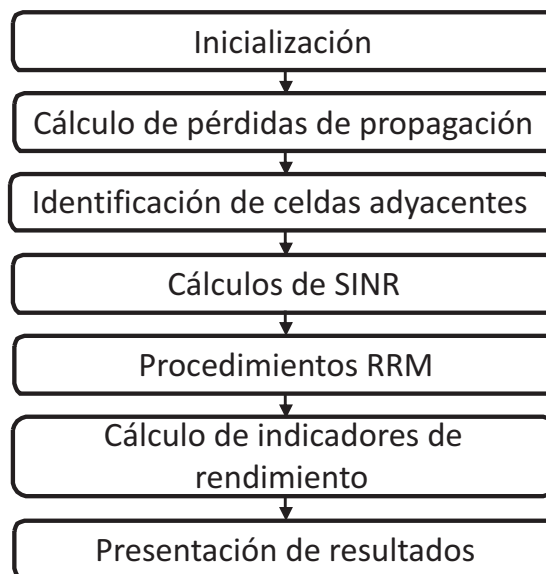 Inicialización
Cálculo de pérdidas de propagación
Identificación de celdas adyacentes
Cálculos de SINR
Procedimientos RRM
Cálculo de indicadores de
rendimiento
Presentación de resultados